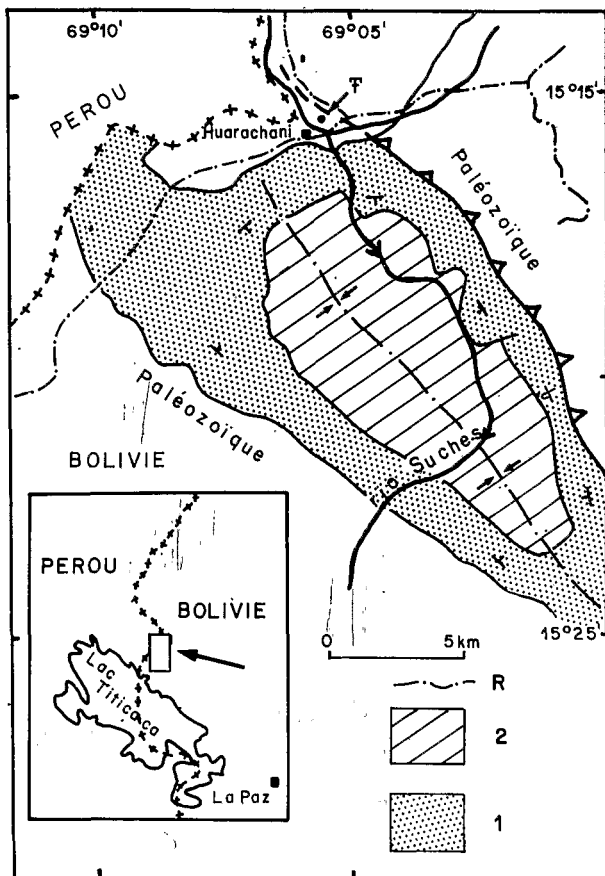 69°10'
69°05'
PEROU
Ŧ
15°15'
Huarachani
Paléozoïque
Paléozoïque
BOLIVIE
rio Suches
PEROU
BOLIVIE
Lac
Titicaca
La Paz
0 5km
15°25'
R
2
1